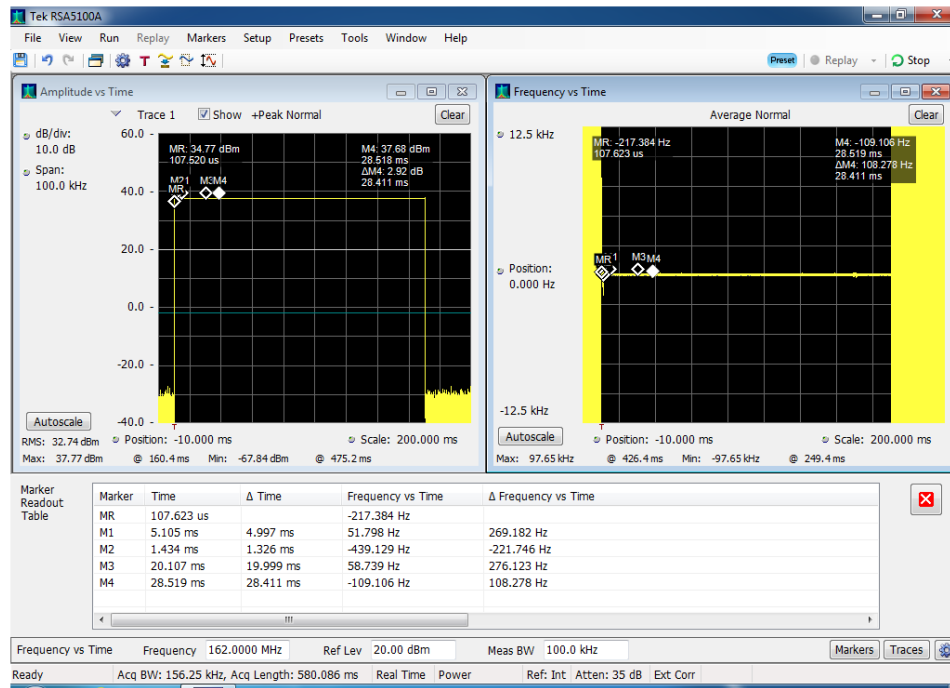 Tek RSA5100A
File View Run Replay Markers Setup Presets Tools Window Help
T Preset Replay Stop
Amplitude vs Time
Trace 1 Show +Peak Normal Clear
dB/div:
10.0 dB
Span:
100.0 kHz
60.0
40.0
20.0
0.0
-20.0
-40.0
MR: 34.77 dBm
107.520 us
M4: 37.68 dBm
28.518 ms
ΔM4: 2.92 dB
28.411 ms
M21 M3M4
MR
T
Autoscale
RMS: 32.74 dBm Position: -10.000 ms Scale: 200.000 ms
Max: 37.77 dBm @ 160.4 ms Min: -67.84 dBm @ 475.2 ms
Frequency vs Time
Average Normal Clear
12.5 kHz
MR: -217.384 Hz
107.623 us
M4: -109.106 Hz
28.519 ms
ΔM4: 108.278 Hz
28.411 ms
MR 1 M3 M4
Position:
0.000 Hz
-12.5 kHz
T
Autoscale Position: -10.000 ms Scale: 200.000 ms
Max: 97.65 kHz @ 426.4 ms Min: -97.65 kHz @ 249.4 ms
Marker
Readout
Table
Marker Time Δ Time Frequency vs Time Δ Frequency vs Time
MR 107.623 us -217.384 Hz
M1 5.105 ms 4.997 ms 51.798 Hz 269.182 Hz
M2 1.434 ms 1.326 ms -439.129 Hz -221.746 Hz
M3 20.107 ms 19.999 ms 58.739 Hz 276.123 Hz
M4 28.519 ms 28.411 ms -109.106 Hz 108.278 Hz
Frequency vs Time Frequency 162.0000 MHz Ref Lev 20.00 dBm Meas BW 100.0 kHz Markers Traces
Ready Acq BW: 156.25 kHz, Acq Length: 580.086 ms Real Time Power Ref: Int Atten: 35 dB Ext Corr